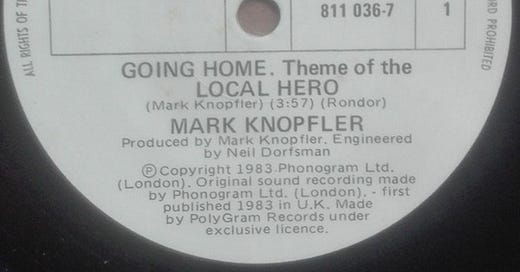 811 036-7 1
ALL RIGHTS OF T
RD PROHIBITED
GOING HOME. Theme of the
LOCAL HERO
(Mark Knopfler) (3:57) (Rondor)
MARK KNOPFLER
Produced by Mark Knopfler. Engineered
by Neil Dorfsman
Ⓟ Copyright 1983 Phonogram Ltd.
(London). Original sound recording made
by Phonogram Ltd. (London). - first
published 1983 in U.K. Made
by PolyGram Records under
exclusive licence.